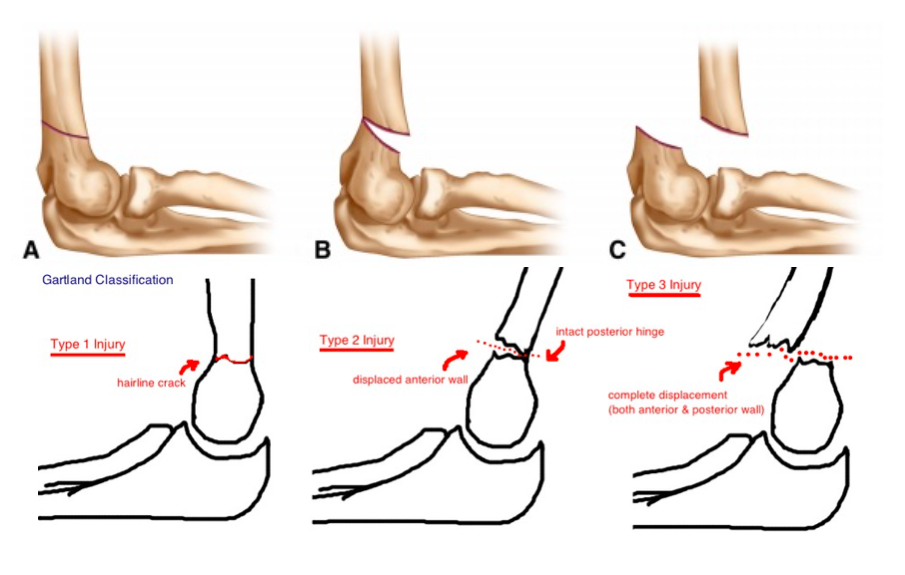 A
B
C
Gartland Classification
Type 1 Injury
hairline crack
Type 2 Injury
intact posterior hinge
displaced anterior wall
Type 3 Injury
complete displacement
(both anterior & posterior wall)